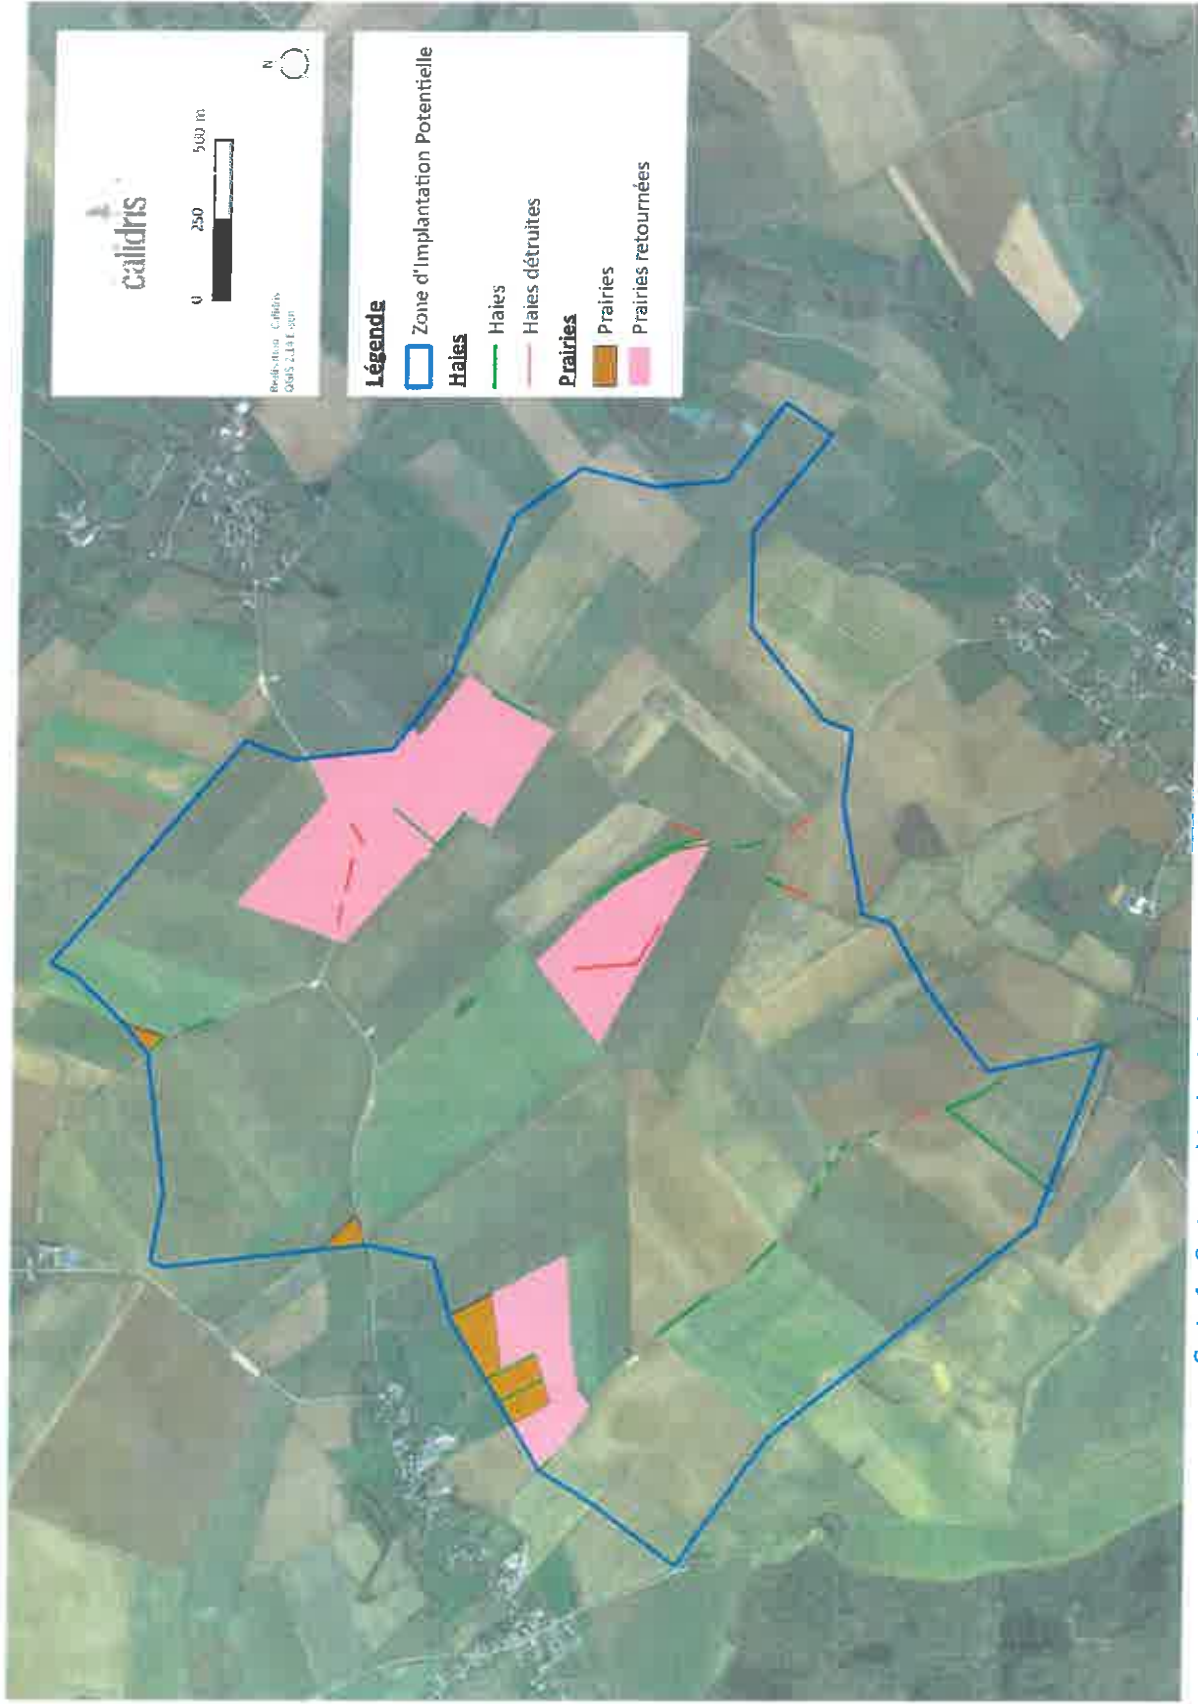 calidris
N
0 250 500 m
Légende
Zone d'Implantation Potentielle
Haies
Haies
Haies détruites
Prairies
Prairies
Prairies retournées